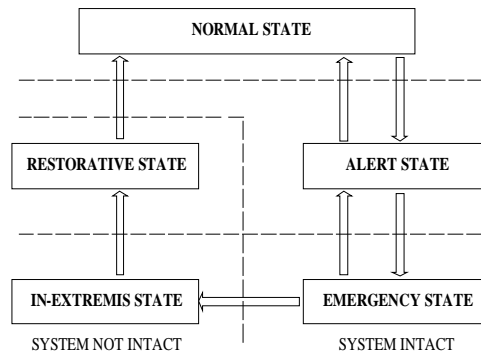 NORMAL STATE
RESTORATIVE STATE
ALERT STATE
IN-EXTREMIS STATE
EMERGENCY STATE
SYSTEM NOT INTACT
SYSTEM INTACT